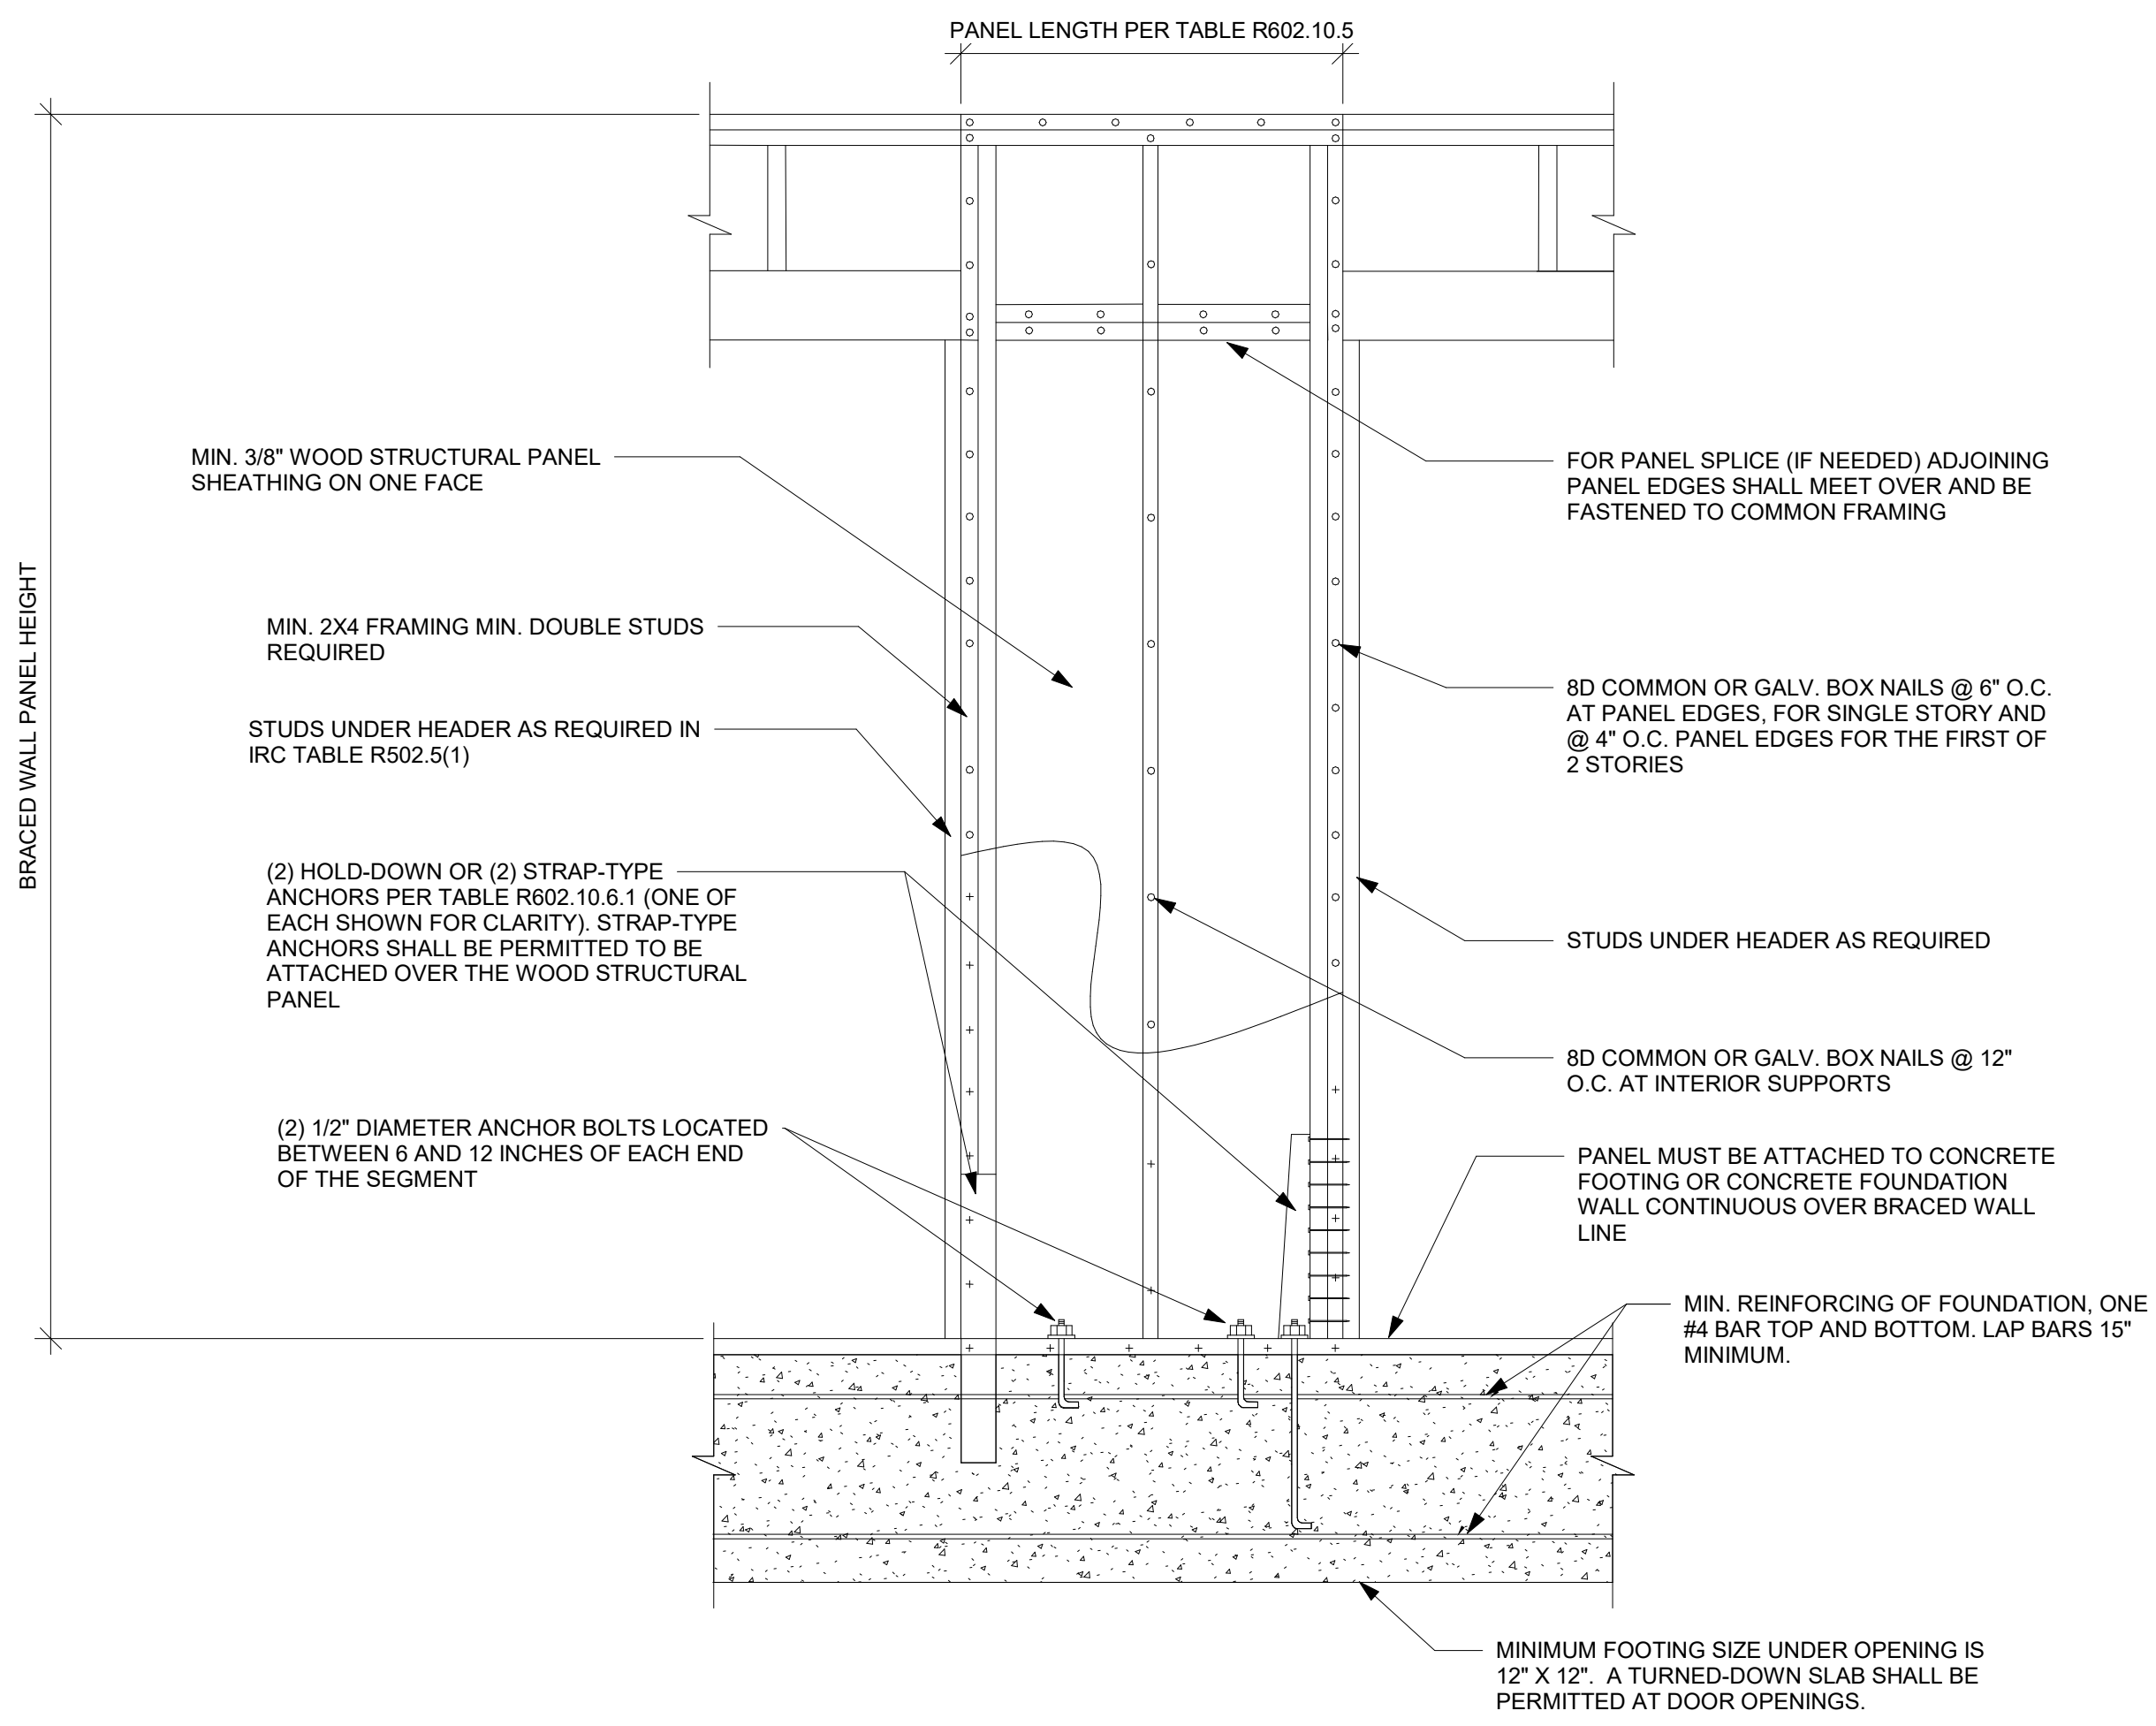 PANEL LENGTH PER TABLE R602.10.5
BRACED WALL PANEL HEIGHT
MIN. 3/8" WOOD STRUCTURAL PANEL
SHEATHING ON ONE FACE
MIN. 2X4 FRAMING MIN. DOUBLE STUDS
REQUIRED
STUDS UNDER HEADER AS REQUIRED IN
IRC TABLE R502.5(1)
(2) HOLD-DOWN OR (2) STRAP-TYPE
ANCHORS PER TABLE R602.10.6.1 (ONE OF
EACH SHOWN FOR CLARITY). STRAP-TYPE
ANCHORS SHALL BE PERMITTED TO BE
ATTACHED OVER THE WOOD STRUCTURAL
PANEL
(2) 1/2" DIAMETER ANCHOR BOLTS LOCATED
BETWEEN 6 AND 12 INCHES OF EACH END
OF THE SEGMENT
FOR PANEL SPLICE (IF NEEDED) ADJOINING
PANEL EDGES SHALL MEET OVER AND BE
FASTENED TO COMMON FRAMING
8D COMMON OR GALV. BOX NAILS @ 6" O.C.
AT PANEL EDGES, FOR SINGLE STORY AND
@ 4" O.C. PANEL EDGES FOR THE FIRST OF
2 STORIES
STUDS UNDER HEADER AS REQUIRED
8D COMMON OR GALV. BOX NAILS @ 12"
O.C. AT INTERIOR SUPPORTS
PANEL MUST BE ATTACHED TO CONCRETE
FOOTING OR CONCRETE FOUNDATION
WALL CONTINUOUS OVER BRACED WALL
LINE
MIN. REINFORCING OF FOUNDATION, ONE
#4 BAR TOP AND BOTTOM. LAP BARS 15"
MINIMUM.
MINIMUM FOOTING SIZE UNDER OPENING IS
12" X 12". A TURNED-DOWN SLAB SHALL BE
PERMITTED AT DOOR OPENINGS.